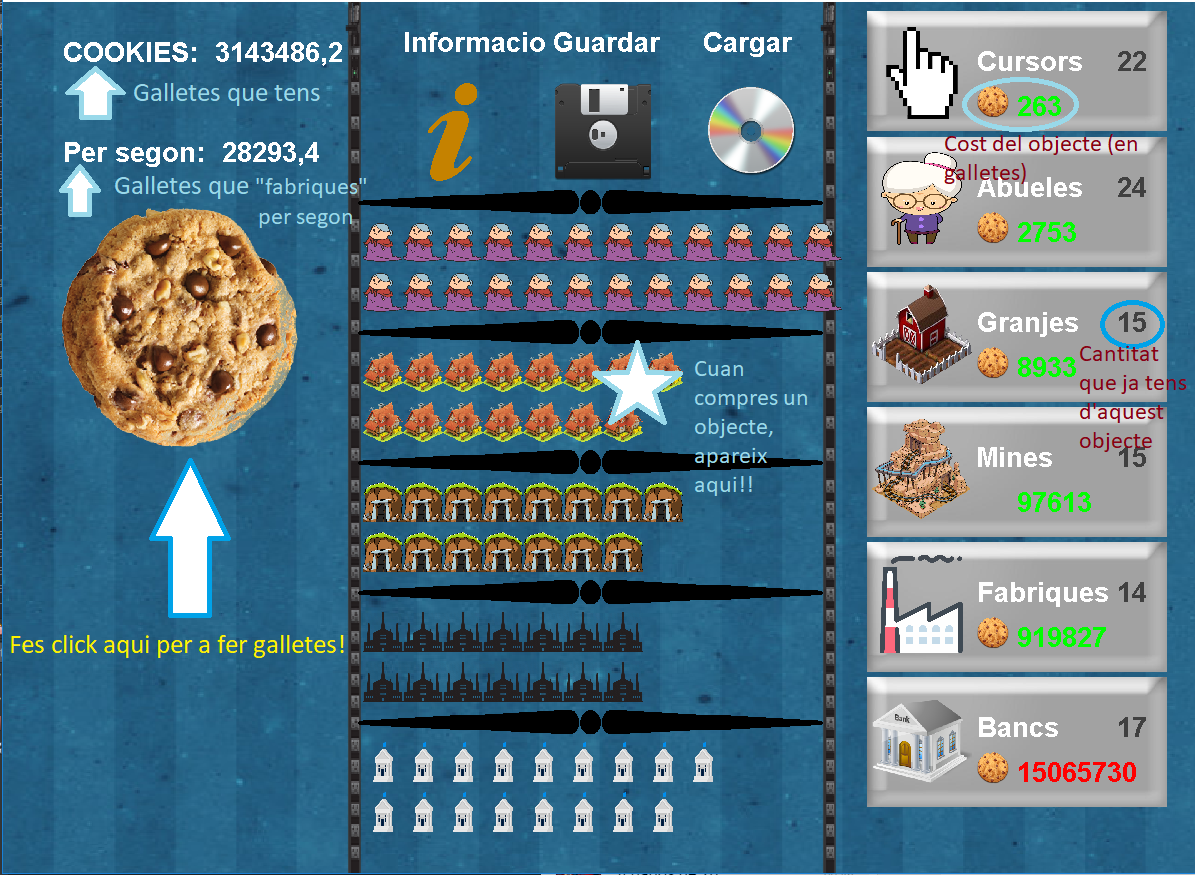 COOKIES: 3143486,2
Galletes que tens
Per segon: 28293,4
Galletes que "fabriques"
per segon
Fes click aqui per a fer galletes!
Informacio Guardar Cargar
i
Cuan
compres un
objecte,
apareix
aqui!!
Cursors 22
263
Cost del objecte (en
galletes)
Abueles 24
2753
Granjes 15
8933
Cantitat
que ja tens
d'aquest
objecte
Mines 15
97613
Fabriques 14
919827
Bank
Bancs 17
15065730